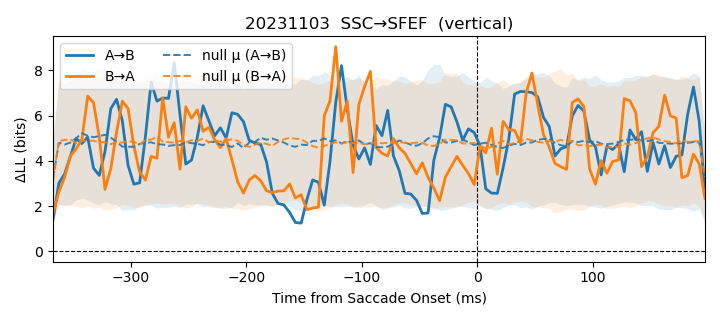 20231103  SSC→SFEF  (vertical)
A→B
B→A
null μ (A→B)
null μ (B→A)
ΔLL (bits)
8
6
4
2
0
−300
−200
−100
0
100
Time from Saccade Onset (ms)